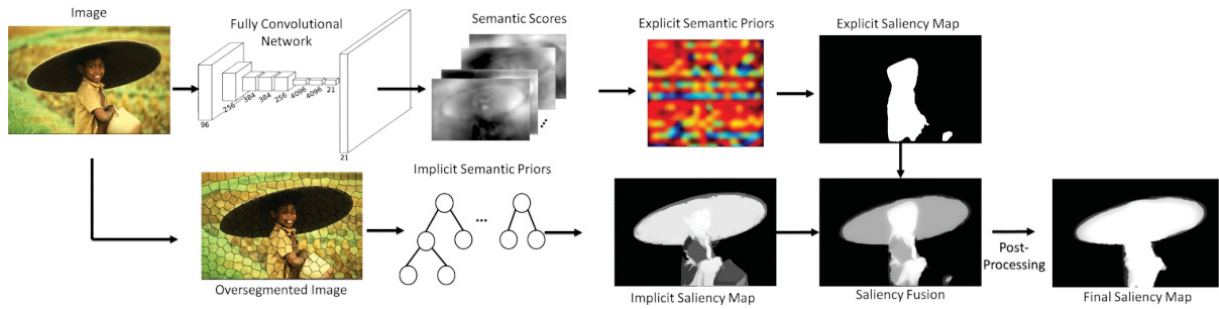 Image
Fully Convolutional
Network
Semantic Scores
Explicit Semantic Priors
Explicit Saliency Map
96
256
384
384
256
4096
4096
21
21
...
Implicit Semantic Priors
...
Oversegmented Image
Implicit Saliency Map
Saliency Fusion
Post-
Processing
Final Saliency Map